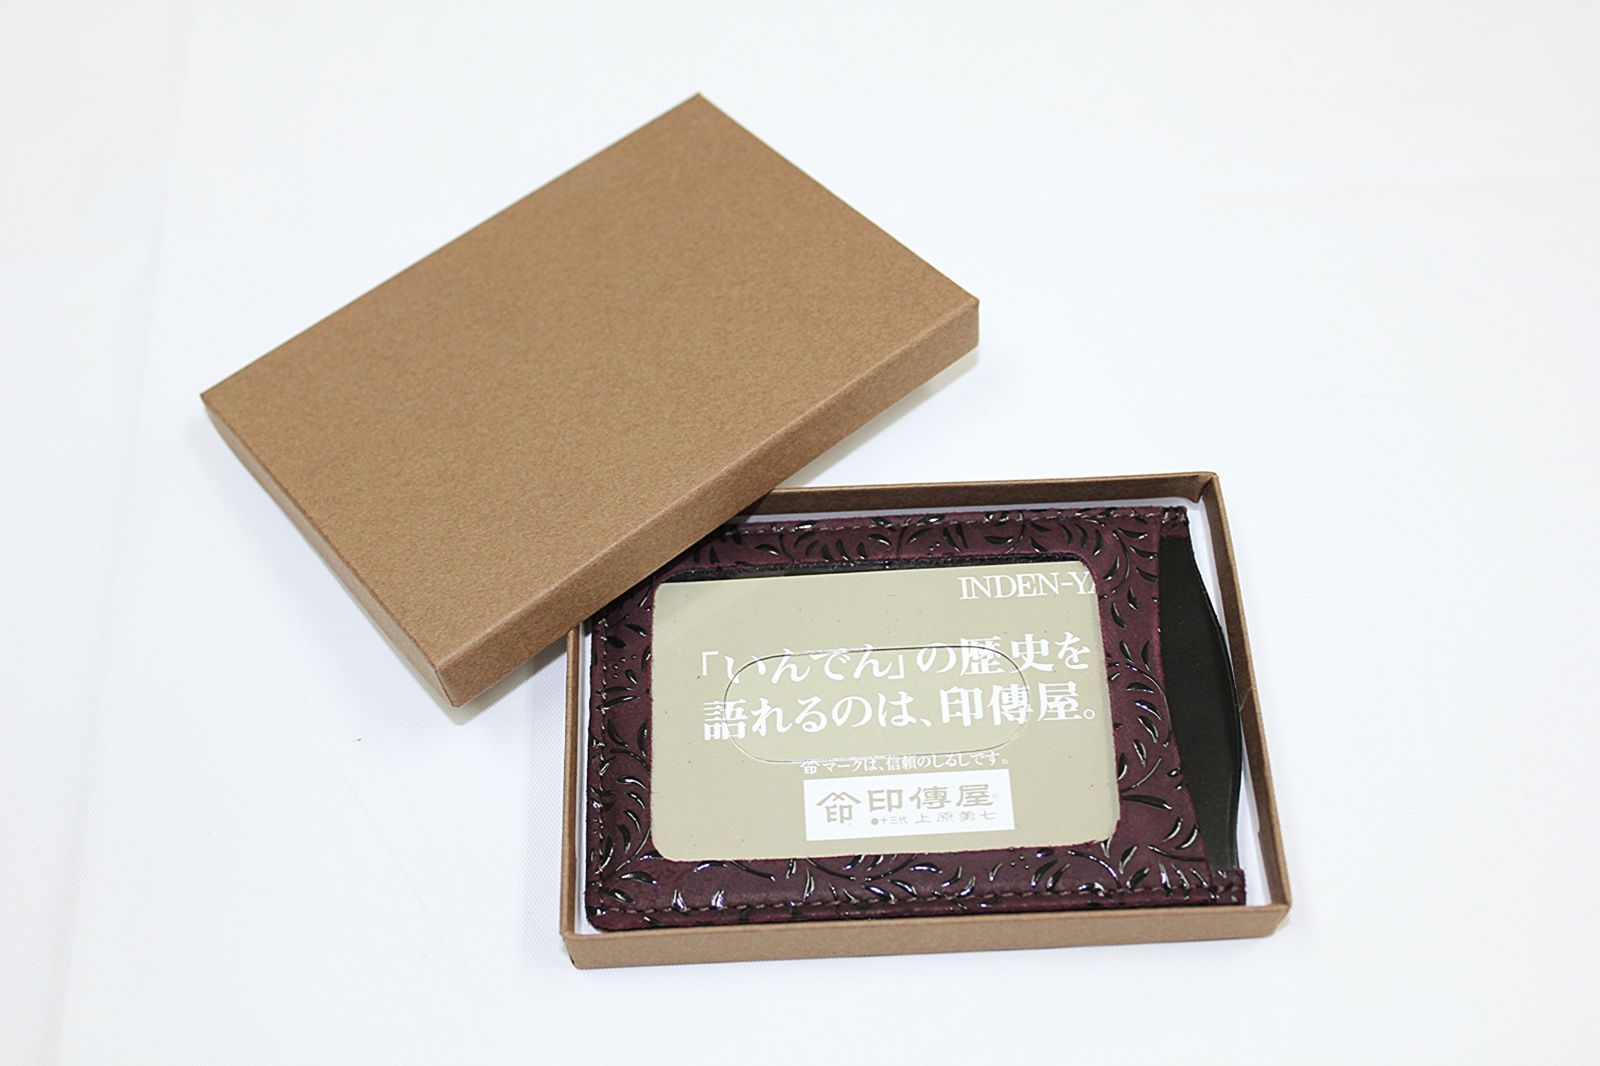 INDEN-YA
「いんでん」の歴史を
語れるのは、印傳屋。
印マークは、信頼のしるしです。
印 印傳屋®
●十三代 上原勇七